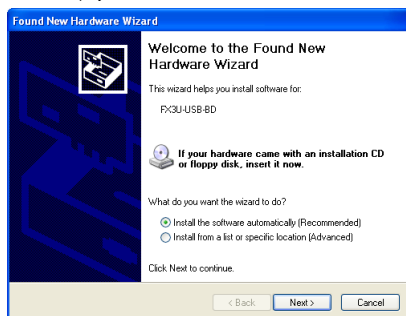 Found New Hardware Wizard
Welcome to the Found New
Hardware Wizard
This wizard helps you install software for:
FX3U-USB-BD
If your hardware came with an installation CD
or floppy disk, insert it now.
What do you want the wizard to do?
Install the software automatically (Recommended)
Install from a list or specific location (Advanced)
Click Next to continue.
< Back Next > Cancel